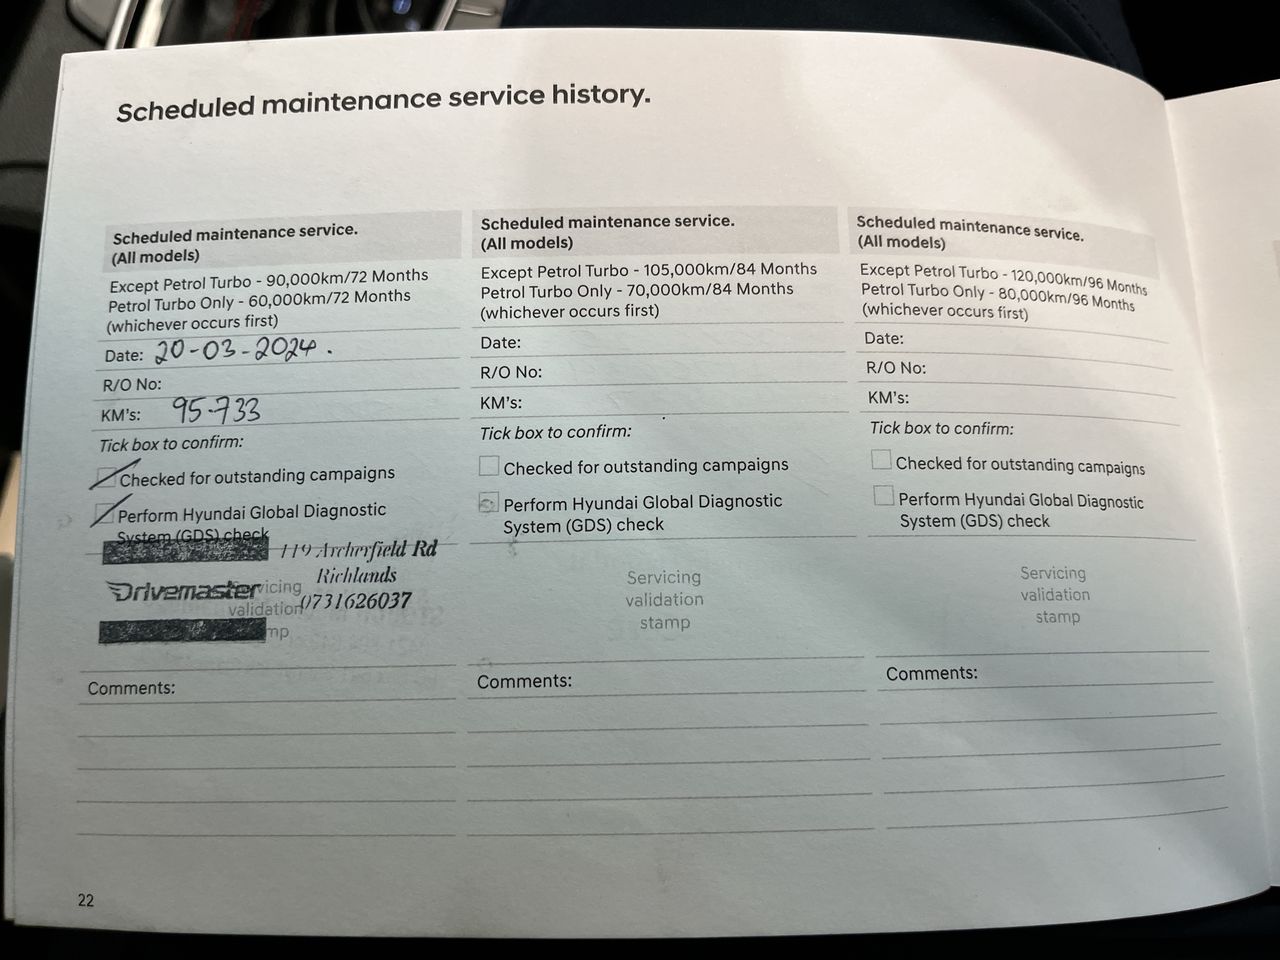 Scheduled maintenance service history.
Scheduled maintenance service.
(All models)
Except Petrol Turbo - 90,000km/72 Months
Petrol Turbo Only - 60,000km/72 Months
(whichever occurs first)
Date: 20-03-2024.
R/O No:
KM's: 95-733
Tick box to confirm:
Checked for outstanding campaigns
Perform Hyundai Global Diagnostic
System (GDS) check
119 Archerfield Rd
Richlands
Drivemaster
0731626037
vicing
validation
mp
Comments:
Scheduled maintenance service.
(All models)
Except Petrol Turbo - 105,000km/84 Months
Petrol Turbo Only - 70,000km/84 Months
(whichever occurs first)
Date:
R/O No:
KM's:
Tick box to confirm:
Checked for outstanding campaigns
Perform Hyundai Global Diagnostic
System (GDS) check
Servicing
validation
stamp
Comments:
Scheduled maintenance service.
(All models)
Except Petrol Turbo - 120,000km/96 Months
Petrol Turbo Only - 80,000km/96 Months
(whichever occurs first)
Date:
R/O No:
KM's:
Tick box to confirm:
Checked for outstanding campaigns
Perform Hyundai Global Diagnostic
System (GDS) check
Servicing
validation
stamp
Comments:
22